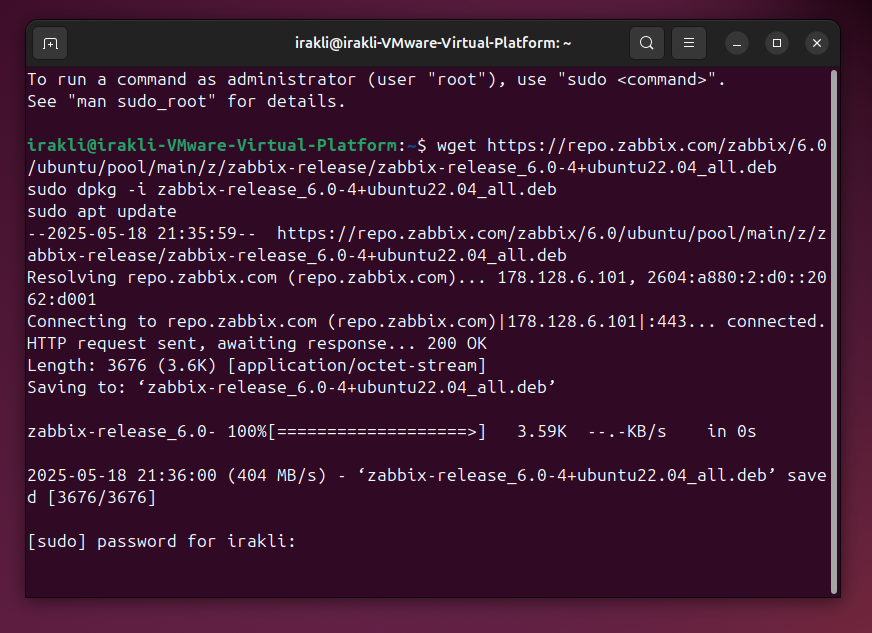 irakli@irakli-VMware-Virtual-Platform: ~
To run a command as administrator (user "root"), use "sudo <command>".
See "man sudo_root" for details.
irakli@irakli-VMware-Virtual-Platform:~$ wget https://repo.zabbix.com/zabbix/6.0
/ubuntu/pool/main/z/zabbix-release/zabbix-release_6.0-4+ubuntu22.04_all.deb
sudo dpkg -i zabbix-release_6.0-4+ubuntu22.04_all.deb
sudo apt update
--2025-05-18 21:35:59--  https://repo.zabbix.com/zabbix/6.0/ubuntu/pool/main/z/z
abbix-release/zabbix-release_6.0-4+ubuntu22.04_all.deb
Resolving repo.zabbix.com (repo.zabbix.com)... 178.128.6.101, 2604:a880:2:d0::20
62:d001
Connecting to repo.zabbix.com (repo.zabbix.com)|178.128.6.101|:443... connected.
HTTP request sent, awaiting response... 200 OK
Length: 3676 (3.6K) [application/octet-stream]
Saving to: ‘zabbix-release_6.0-4+ubuntu22.04_all.deb’
zabbix-release_6.0- 100%[===================>]   3.59K  --.-KB/s    in 0s
2025-05-18 21:36:00 (404 MB/s) - ‘zabbix-release_6.0-4+ubuntu22.04_all.deb’ save
d [3676/3676]
[sudo] password for irakli: